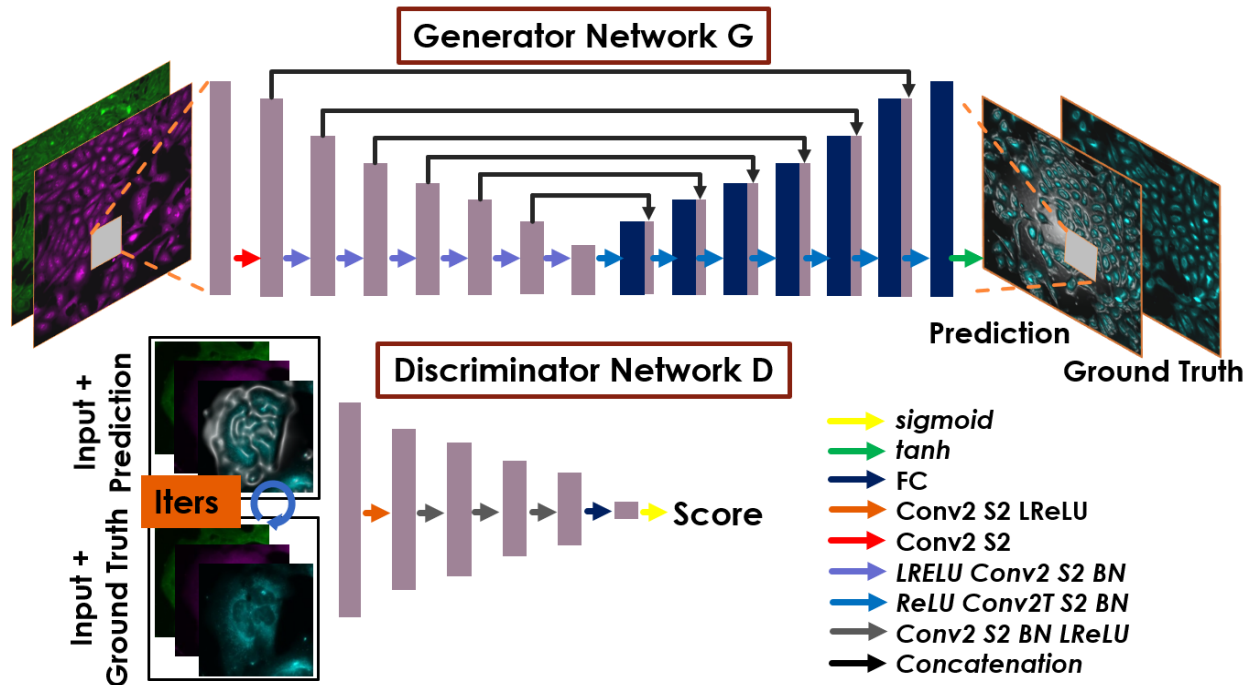 Generator Network G
Prediction
Ground Truth
Discriminator Network D
Input +
Prediction
Input +
Ground Truth
Iters
Score
sigmoid
tanh
FC
Conv2 S2 LReLU
Conv2 S2
LRELU Conv2 S2 BN
ReLU Conv2T S2 BN
Conv2 S2 BN LReLU
Concatenation